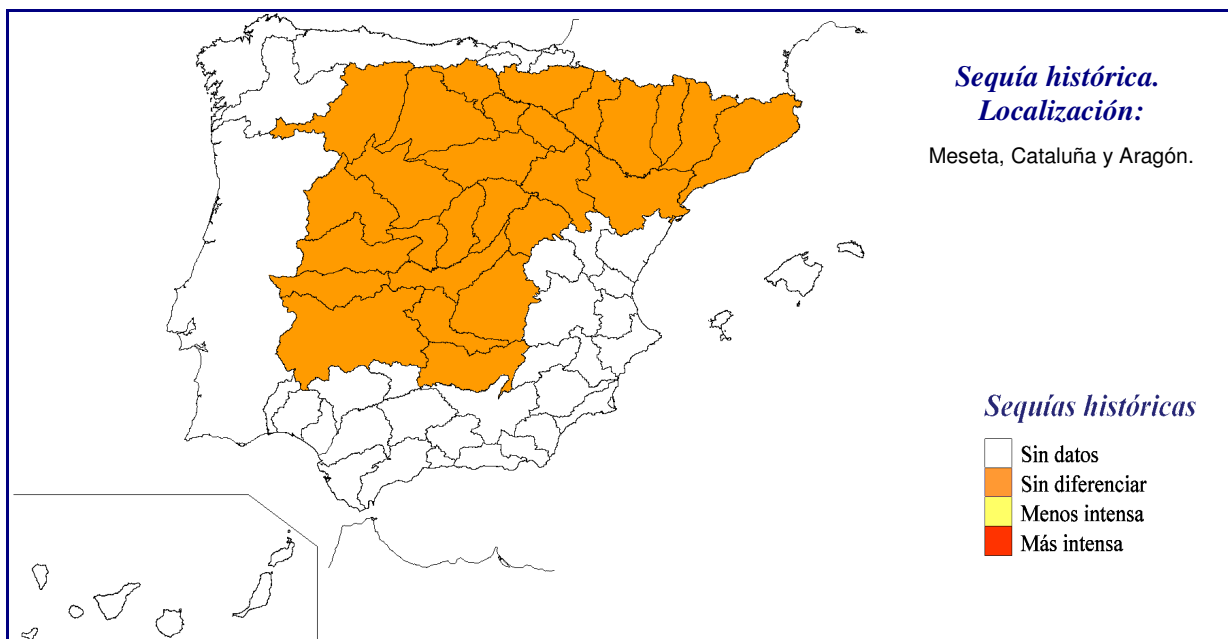 Sequía histórica.
Localización:
Meseta, Cataluña y Aragón.
Sequías históricas
Sin datos
Sin diferenciar
Menos intensa
Más intensa